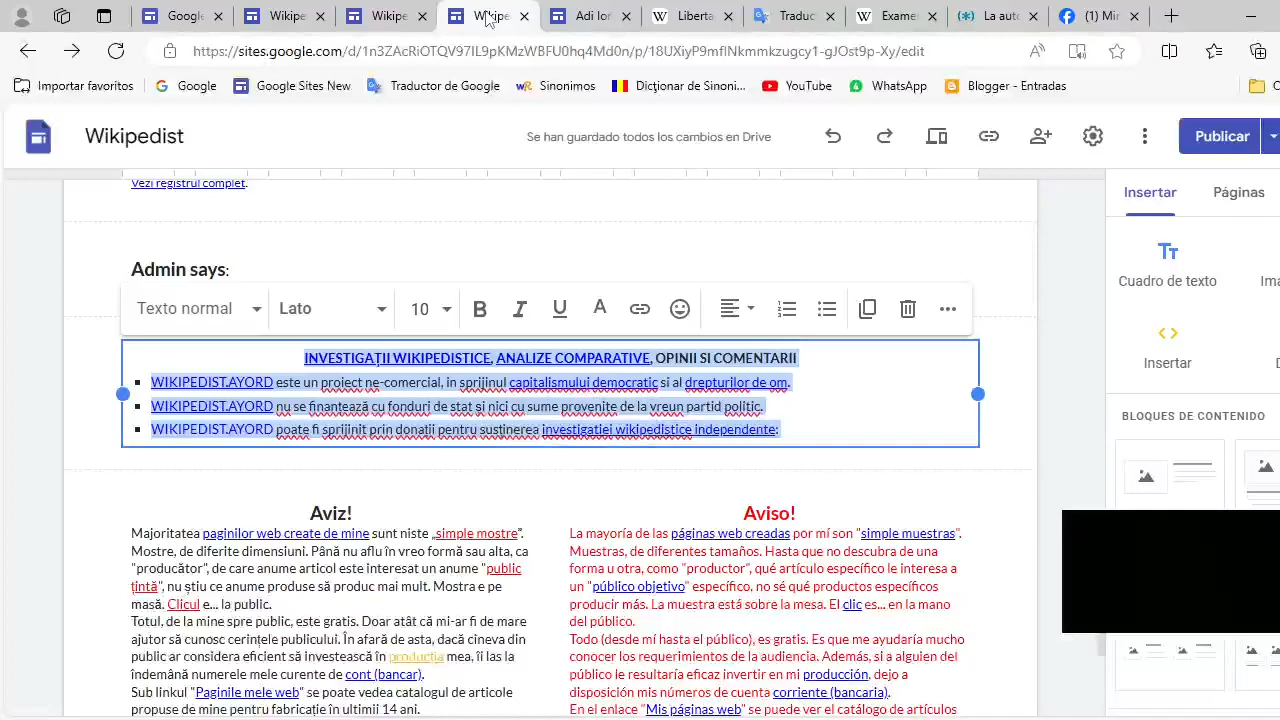 Google
Wikipe
Wikipe
Wikipe
Adi lor
Liberta
Traduc
Exame
La auto
(1) Mir
https://sites.google.com/d/1n3ZAcRiOTQV97IL9pKMzWBFU0hq4Md0n/p/18UXiyP9mflNkmmkzugcy1-gJOst9p-Xy/edit
Importar favoritos
Google
Google Sites New
Traductor de Google
Sinonimos
Dicționar de Sinoni...
YouTube
WhatsApp
Blogger - Entradas
Wikipedist
Se han guardado todos los cambios en Drive
Publicar
Vezi registrul complet.
Insertar
Páginas
Admin says:
Cuadro de texto
Texto normal
Lato
10
INVESTIGAȚII WIKIPEDISTICE, ANALIZE COMPARATIVE, OPINII SI COMENTARII
WIKIPEDIST.AYORD este un proiect ne-comercial, in sprijinul capitalismului democratic si al drepturilor de om.
WIKIPEDIST.AYORD nu se finantează cu fonduri de stat si nici cu sume provenite de la vreun partid politic.
WIKIPEDIST.AYORD poate fi sprijinit prin donații pentru susținerea investigatiei wikipedistice independente:
Insertar
BLOQUES DE CONTENIDO
Aviz!
Majoritatea paginilor web create de mine sunt niste „simple mostre”.
Mostre, de diferite dimensiuni. Până nu aflu în vreo formă sau alta, ca
"producător", de care anume articol este interesat un anume "public
țintă", nu știu ce anume produse să produc mai mult. Mostra e pe
masă. Clicul e... la public.
Totul, de la mine spre public, este gratis. Doar atât că mi-ar fi de mare
ajutor să cunosc cerințele publicului. În afară de asta, dacă cineva din
public ar considera eficient să investească în producția mea, îi las la
îndemână numerele mele curente de cont (bancar).
Sub linkul "Paginile mele web" se poate vedea catalogul de articole
propuse de mine pentru fabricație in ultimii 14 ani.
Aviso!
La mayoría de las páginas web creadas por mí son "simple muestras".
Muestras, de diferentes tamaños. Hasta que no descubra de una
forma u otra, como "productor", qué artículo específico le interesa a
un "público objetivo" específico, no sé qué productos específicos
producir más. La muestra está sobre la mesa. El clic es... en la mano
del público.
Todo (desde mí hasta el público), es gratis. Es que me ayudaría mucho
conocer los requerimientos de la audiencia. Además, si a alguien del
público le resultaría eficaz invertir en mi producción, dejo a
disposición mis números de cuenta corriente (bancaria).
En el enlace "Mis páginas web" se puede ver el catálogo de artículos